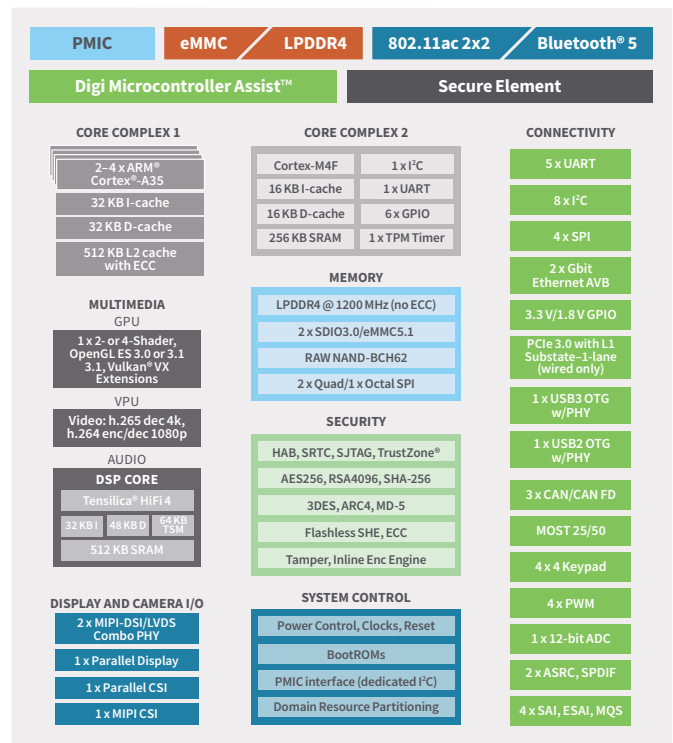 PMIC
eMMC
LPDDR4
802.11ac 2x2
Bluetooth® 5
Digi Microcontroller Assist™
Secure Element
CORE COMPLEX 1
2–4 x ARM®
Cortex®-A35
32 KB I-cache
32 KB D-cache
512 KB L2 cache
with ECC
MULTIMEDIA
GPU
1 x 2- or 4-Shader,
OpenGL ES 3.0 or 3.1
3.1, Vulkan® VX
Extensions
VPU
Video: h.265 dec 4k,
h.264 enc/dec 1080p
AUDIO
DSP CORE
Tensilica® HiFi 4
32 KB I
48 KB D
64 KB
TSM
512 KB SRAM
DISPLAY AND CAMERA I/O
2 x MIPI-DSI/LVDS
Combo PHY
1 x Parallel Display
1 x Parallel CSI
1 x MIPI CSI
CORE COMPLEX 2
Cortex-M4F
1 x I²C
16 KB I-cache
1 x UART
16 KB D-cache
6 x GPIO
256 KB SRAM
1 x TPM Timer
MEMORY
LPDDR4 @ 1200 MHz (no ECC)
2 x SDIO3.0/eMMC5.1
RAW NAND-BCH62
2 x Quad/1 x Octal SPI
SECURITY
HAB, SRTC, SJTAG, TrustZone®
AES256, RSA4096, SHA-256
3DES, ARC4, MD-5
Flashless SHE, ECC
Tamper, Inline Enc Engine
SYSTEM CONTROL
Power Control, Clocks, Reset
BootROMs
PMIC interface (dedicated I²C)
Domain Resource Partitioning
CONNECTIVITY
5 x UART
8 x I²C
4 x SPI
2 x Gbit
Ethernet AVB
3.3 V/1.8 V GPIO
PCIe 3.0 with L1
Substate–1-lane
(wired only)
1 x USB3 OTG
w/PHY
1 x USB2 OTG
w/PHY
3 x CAN/CAN FD
MOST 25/50
4 x 4 Keypad
4 x PWM
1 x 12-bit ADC
2 x ASRC, SPDIF
4 x SAI, ESAI, MQS